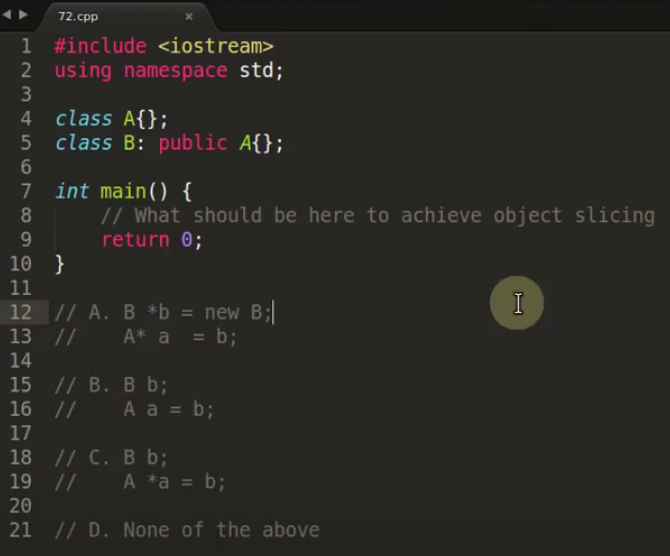 72.cpp ×
1 #include <iostream>
2 using namespace std;
3
4 class A{};
5 class B: public A{};
6
7 int main() {
8     // What should be here to achieve object slicing
9     return 0;
10 }
11
12 // A. B *b = new B;
13 //    A* a  = b;
14
15 // B. B b;
16 //    A a = b;
17
18 // C. B b;
19 //    A *a = b;
20
21 // D. None of the above